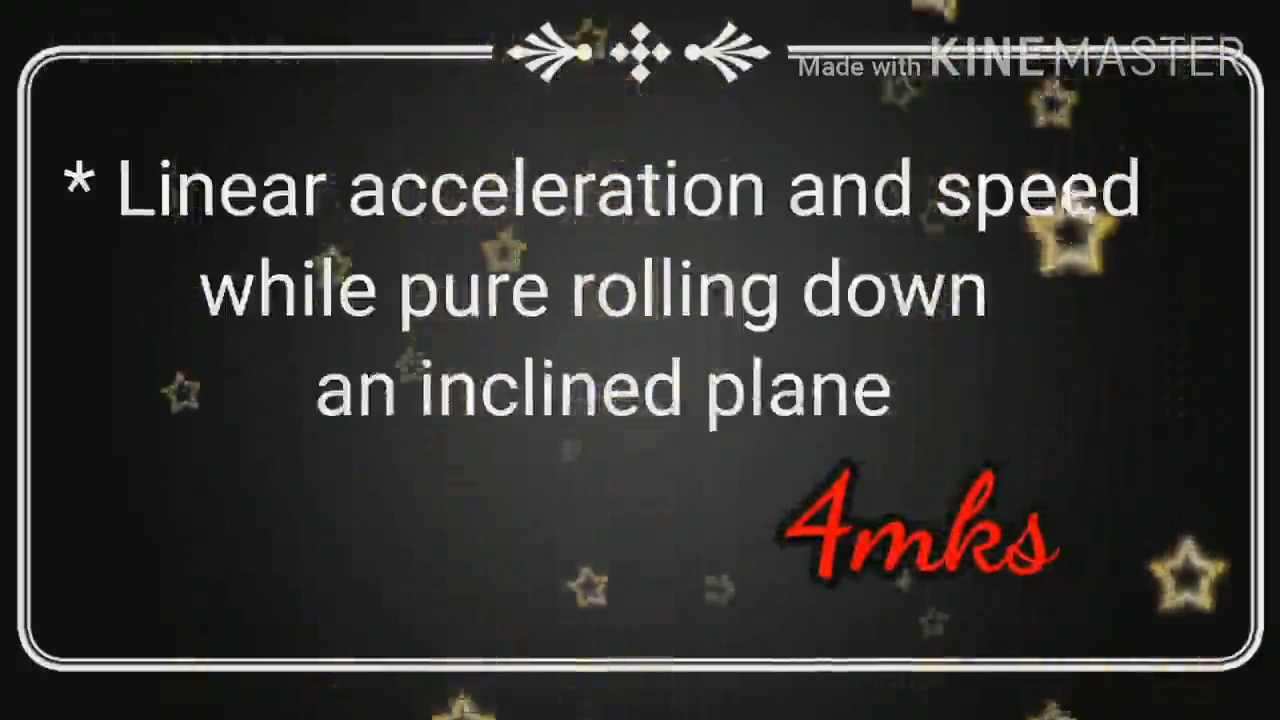 Made with KINEMASTER
* Linear acceleration and speed
while pure rolling down
an inclined plane
4mks